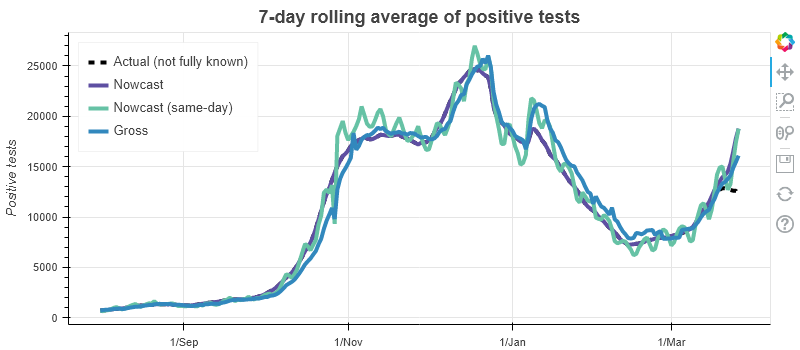 7-day rolling average of positive tests
Actual (not fully known)
Nowcast
Nowcast (same-day)
Gross
Positive tests
25000
20000
15000
10000
5000
0
1/Sep
1/Nov
1/Jan
1/Mar